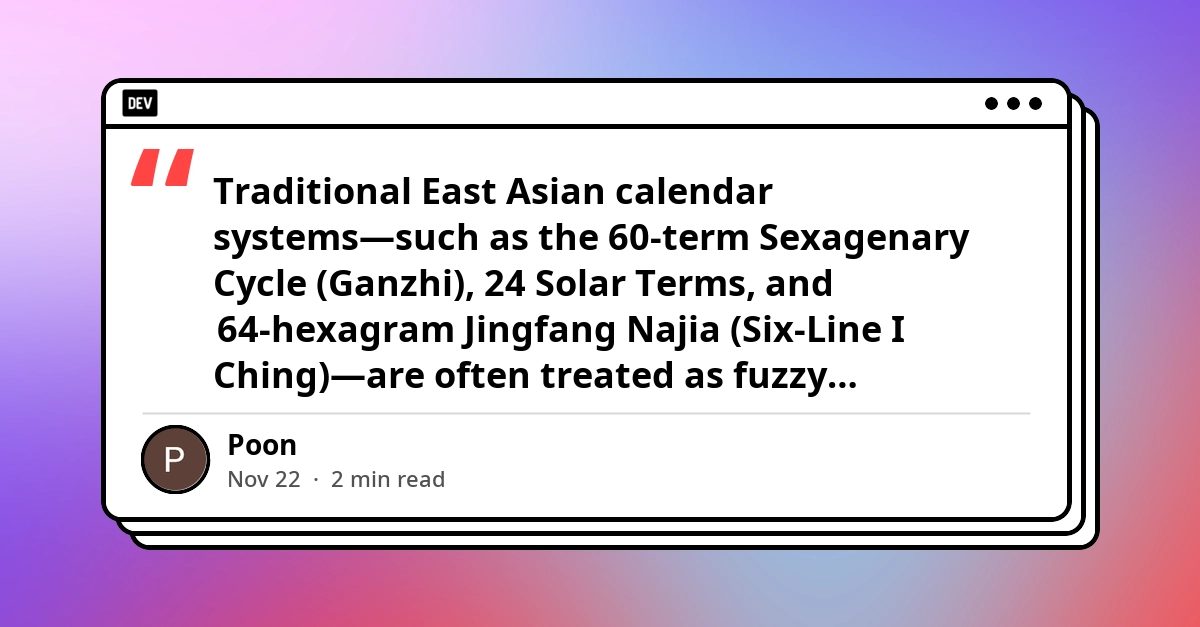 DEV
Traditional East Asian calendar
systems—such as the 60-term Sexagenary
Cycle (Ganzhi), 24 Solar Terms, and
64-hexagram Jingfang Najia (Six-Line I
Ching)—are often treated as fuzzy...
P
Poon
Nov 22 · 2 min read